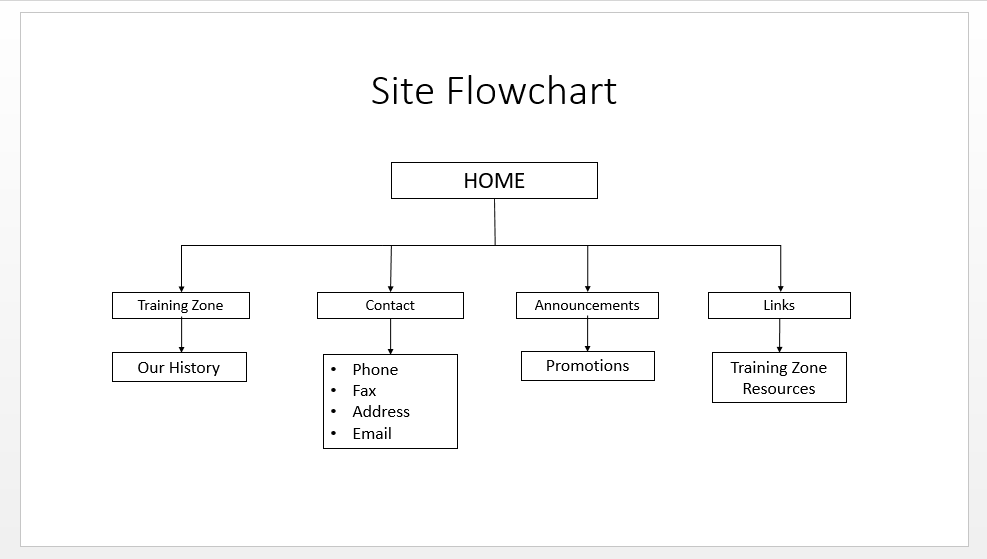 Site Flowchart
HOME
Training Zone
Contact
Announcements
Links
Our History
• Phone
• Fax
• Address
• Email
Promotions
Training Zone
Resources